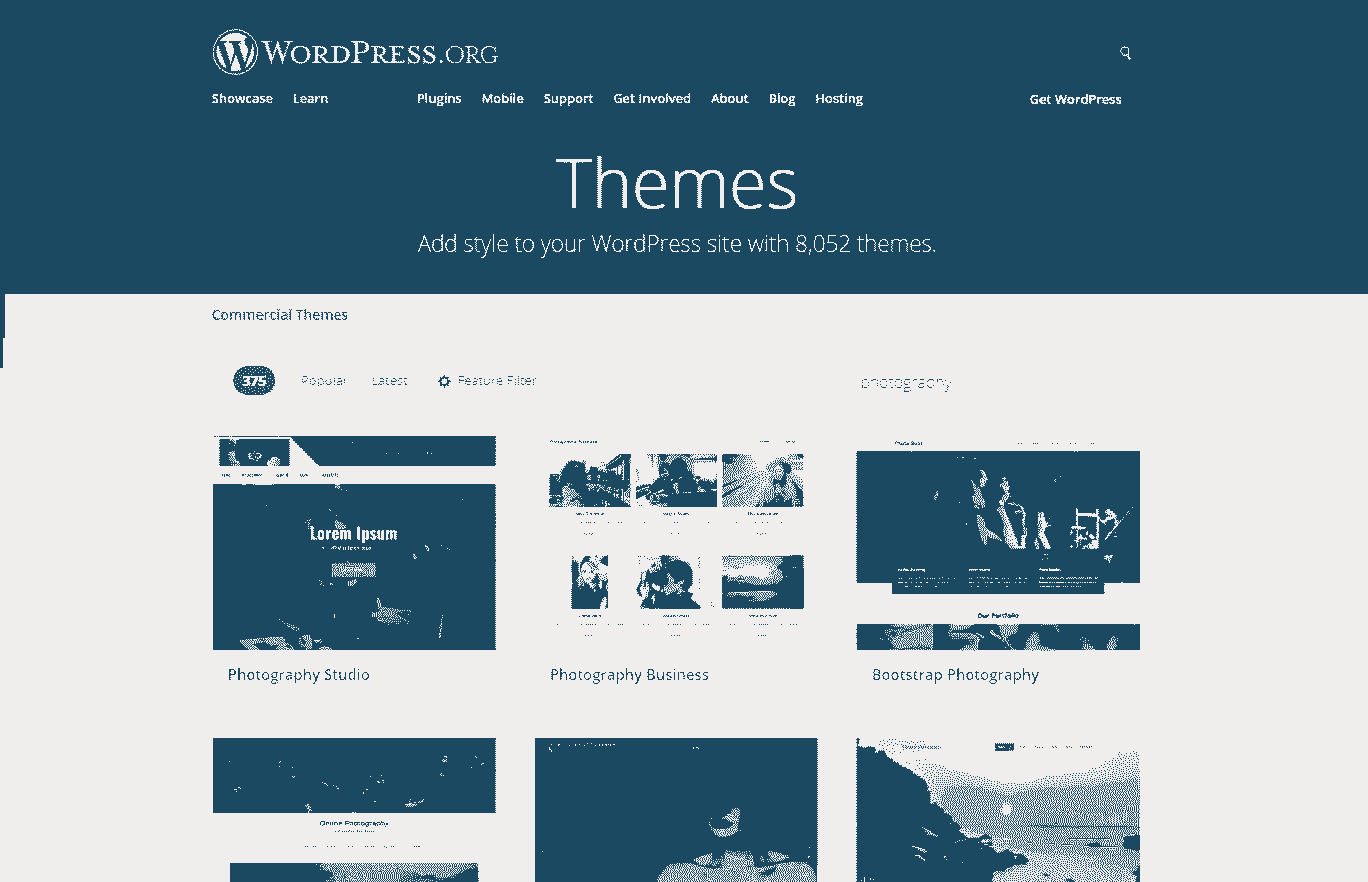 WORDPRESS.ORG
Showcase Learn Plugins Mobile Support Get Involved About Blog Hosting Get WordPress
Themes
Add style to your WordPress site with 8,052 themes.
Commercial Themes
375 Popular Latest Feature Filter photography
Lorem Ipsum
Our Portfolio
Photography Studio Photography Business Bootstrap Photography
Online Photography